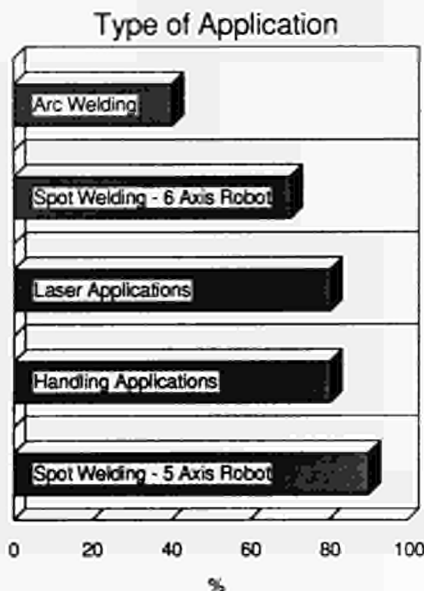 Type of Application
Arc Welding
Spot Welding - 6 Axis Robot
Laser Applications
Handling Applications
Spot Welding - 5 Axis Robot
0 20 40 60 80 100
%